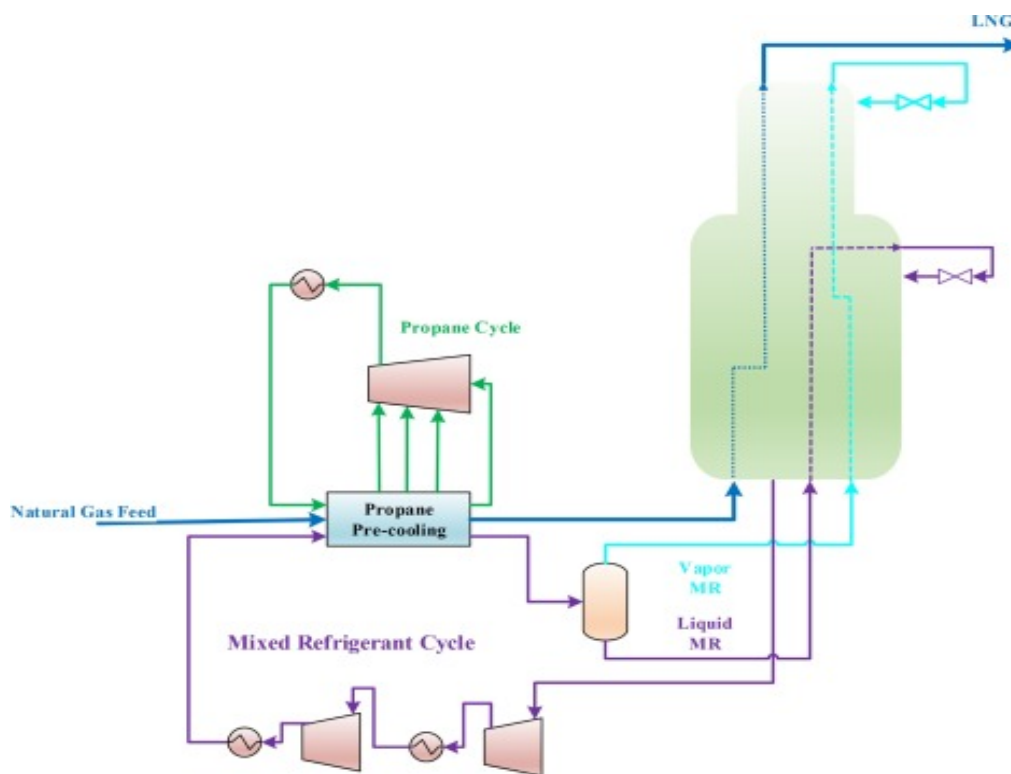 LNG
Propane Cycle
Natural Gas Feed
Propane
Pre-cooling
Vapor
MR
Liquid
MR
Mixed Refrigerant Cycle